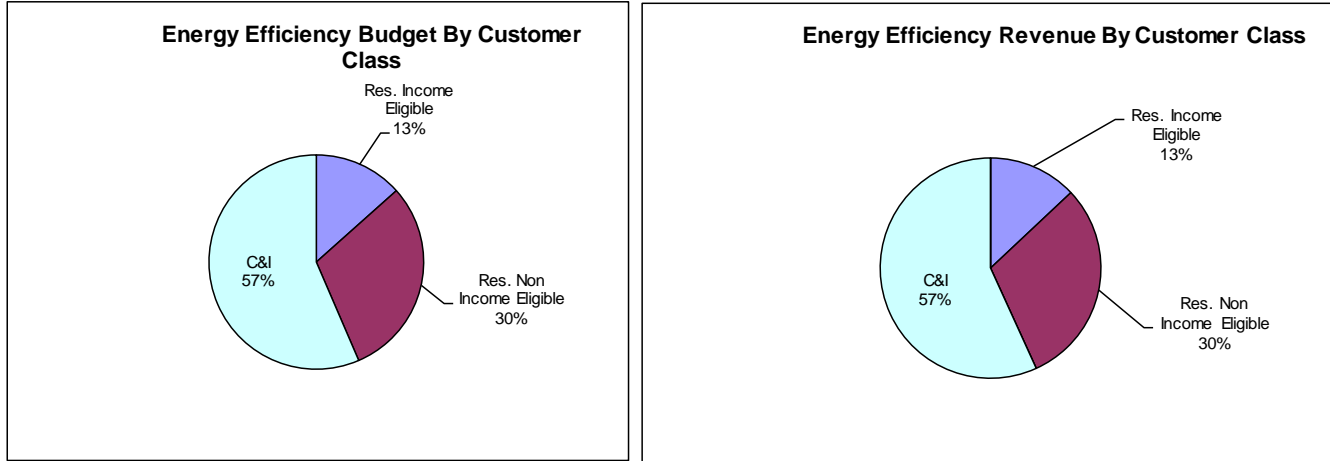 Energy Efficiency Budget By Customer
Class
Res. Income
Eligible
13%
C&I
57%
Res. Non
Income Eligible
30%
Energy Efficiency Revenue By Customer Class
Res. Income
Eligible
13%
C&I
57%
Res. Non
Income Eligible
30%